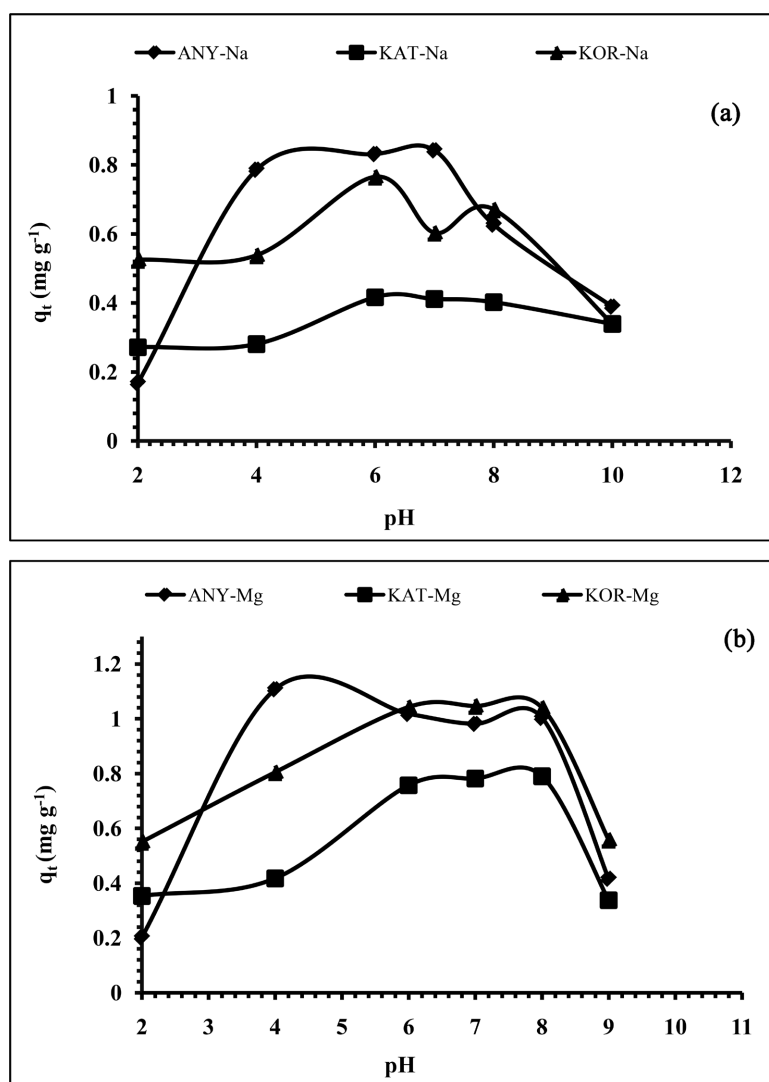 ANY-Na KAT-Na KOR-Na
(a)
1
0.8
0.6
0.4
0.2
0
qt (mg g-1)
2 4 6 8 10 12
pH
ANY-Mg KAT-Mg KOR-Mg
(b)
1.2
1
0.8
0.6
0.4
0.2
0
qt (mg g-1)
2 3 4 5 6 7 8 9 10 11
pH